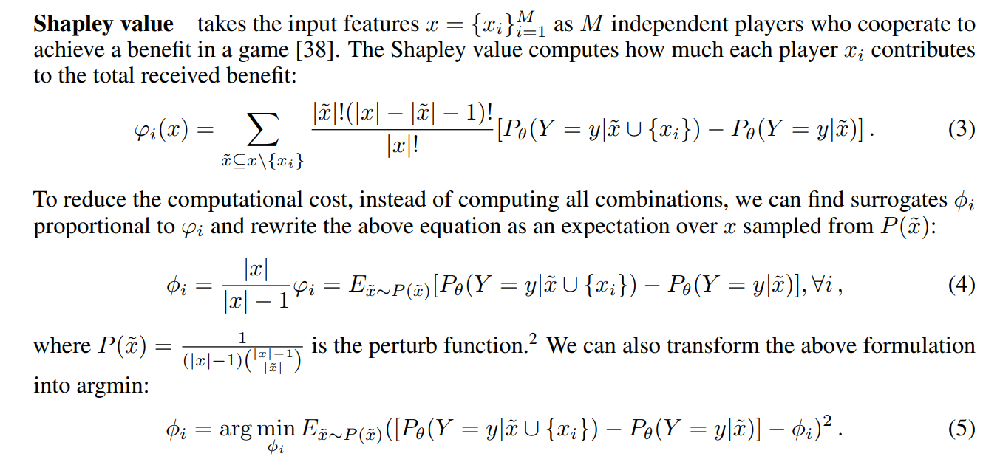 Shapley value takes the input features $x = \{x_i\}_{i=1}^{M}$ as $M$ independent players who cooperate to
achieve a benefit in a game [38]. The Shapley value computes how much each player $x_i$ contributes
to the total received benefit:
$\varphi_i(x) = \sum_{\tilde{x} \subseteq x \backslash \{x_i\}} \frac{|\tilde{x}|!(|x| - |\tilde{x}| - 1)!}{|x|!} [P_\theta(Y = y|\tilde{x} \cup \{x_i\}) - P_\theta(Y = y|\tilde{x})] .$ (3)
To reduce the computational cost, instead of computing all combinations, we can find surrogates $\phi_i$
proportional to $\varphi_i$ and rewrite the above equation as an expectation over $x$ sampled from $P(\tilde{x})$:
$\phi_i = \frac{|x|}{|x| - 1} \varphi_i = E_{\tilde{x} \sim P(\tilde{x})} [P_\theta(Y = y|\tilde{x} \cup \{x_i\}) - P_\theta(Y = y|\tilde{x})], \forall i ,$ (4)
where $P(\tilde{x}) = \frac{1}{(|x|-1)\binom{|x|-1}{|\tilde{x}|}}$ is the perturb function.² We can also transform the above formulation
into argmin:
$\phi_i = \arg\min_{\phi_i} E_{\tilde{x} \sim P(\tilde{x})} ([P_\theta(Y = y|\tilde{x} \cup \{x_i\}) - P_\theta(Y = y|\tilde{x})] - \phi_i)^2 .$ (5)